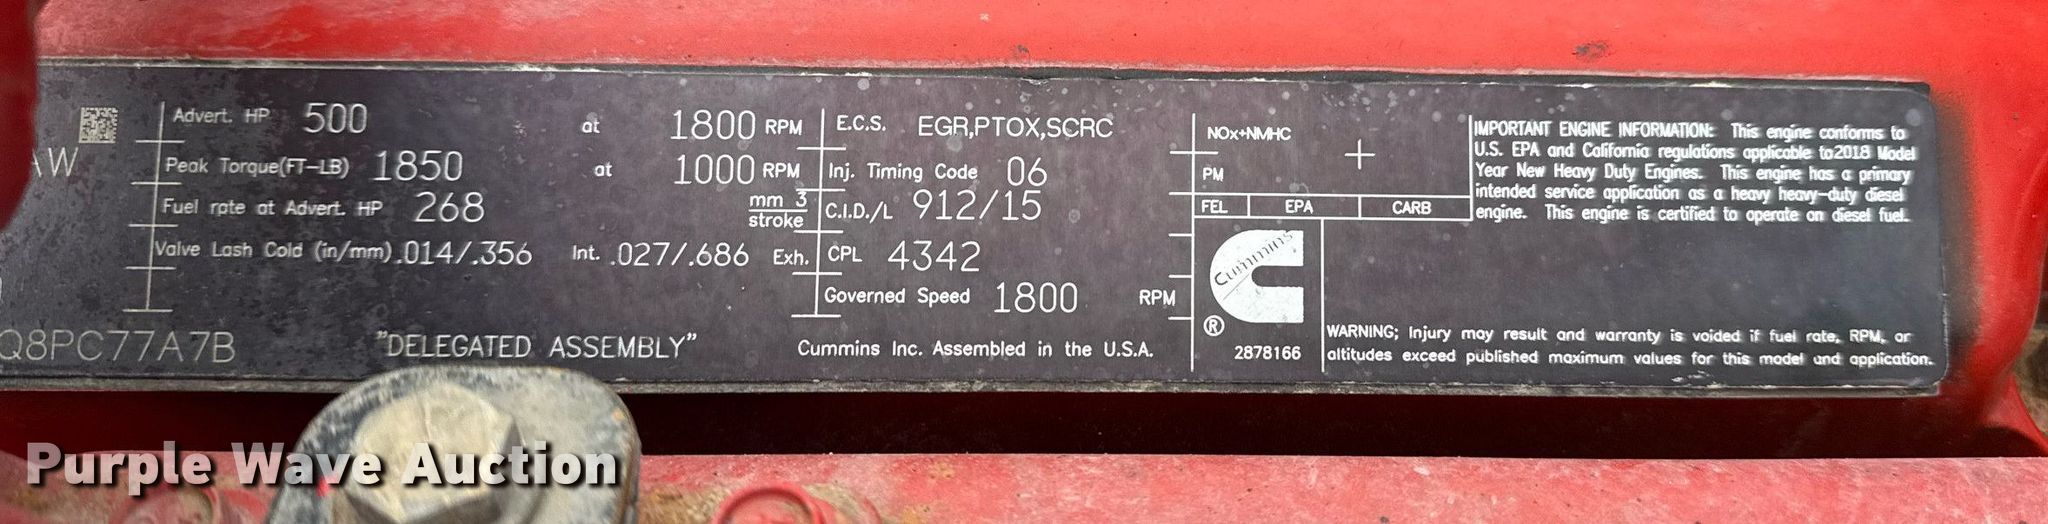 Advert. HP 500 at 1800 RPM
Peak Torque(FT-LB) 1850 at 1000 RPM
Fuel rate at Advert. HP 268 mm 3 stroke
Valve Lash Cold (in/mm) .014/.356 Int. .027/.686 Exh.
Q8PC77A7B "DELEGATED ASSEMBLY"
E.C.S. EGR,PTOX,SCRC
Inj. Timing Code 06
C.I.D./L 912/15
CPL 4342
Governed Speed 1800 RPM
Cummins Inc. Assembled in the U.S.A.
NOx+NMHC
PM
FEL EPA CARB
Cummins
®
2878166
IMPORTANT ENGINE INFORMATION: This engine conforms to
U.S. EPA and California regulations applicable to2018 Model
Year New Heavy Duty Engines. This engine has a primary
intended service application as a heavy heavy-duty diesel
engine. This engine is certified to operate on diesel fuel.
WARNING; Injury may result and warranty is voided if fuel rate, RPM, or
altitudes exceed published maximum values for this model and application.
Purple Wave Auction